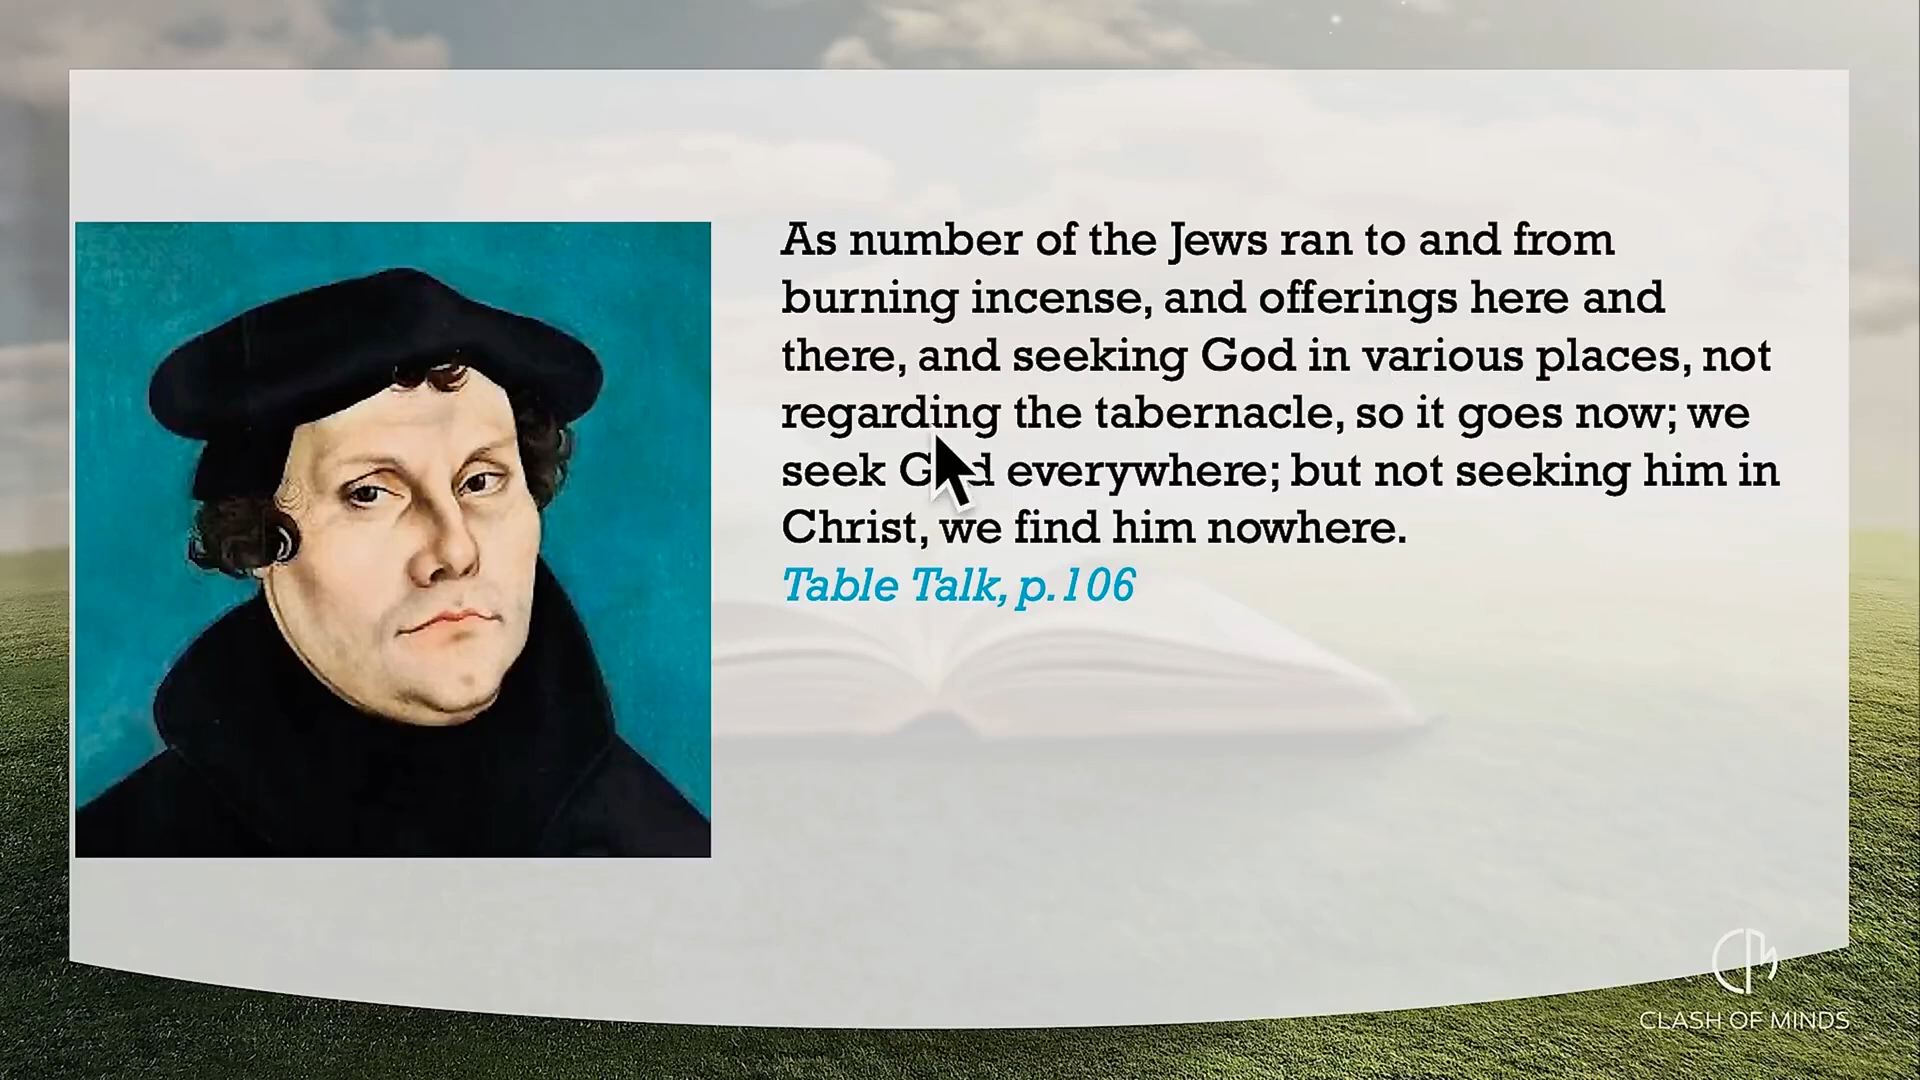 As number of the Jews ran to and from
burning incense, and offerings here and
there, and seeking God in various places, not
regarding the tabernacle, so it goes now; we
seek God everywhere; but not seeking him in
Christ, we find him nowhere.
Table Talk, p.106
CLASH OF MINDS